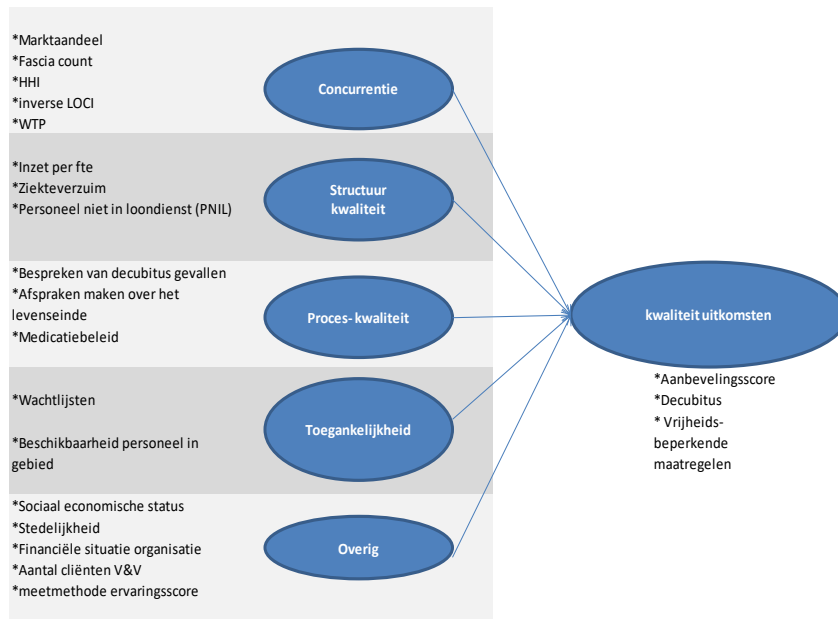 *Marktaandeel
*Fascia count
*HHI
*inverse LOCI
*WTP
Concurrentie
*Inzet per fte
*Ziekteverzuim
*Personeel niet in loondienst (PNIL)
Structuur
kwaliteit
*Bespreken van decubitus gevallen
*Afspraken maken over het
levenseinde
*Medicatiebeleid
Proces- kwaliteit
*Wachtlijsten
*Beschikbaarheid personeel in
gebied
Toegankelijkheid
*Sociaal economische status
*Stedelijkheid
*Financiële situatie organisatie
*Aantal cliënten V&V
*meetmethode ervaringsscore
Overig
kwaliteit uitkomsten
*Aanbevelingsscore
*Decubitus
* Vrijheids-
beperkende
maatregelen